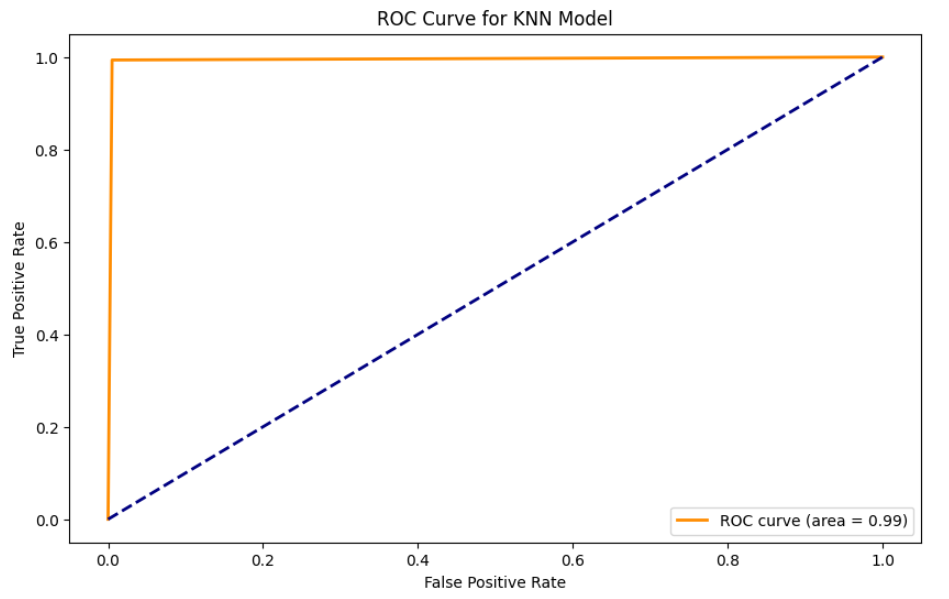 ROC Curve for KNN Model
True Positive Rate
1.0
0.8
0.6
0.4
0.2
0.0
ROC curve (area = 0.99)
0.0 0.2 0.4 0.6 0.8 1.0
False Positive Rate